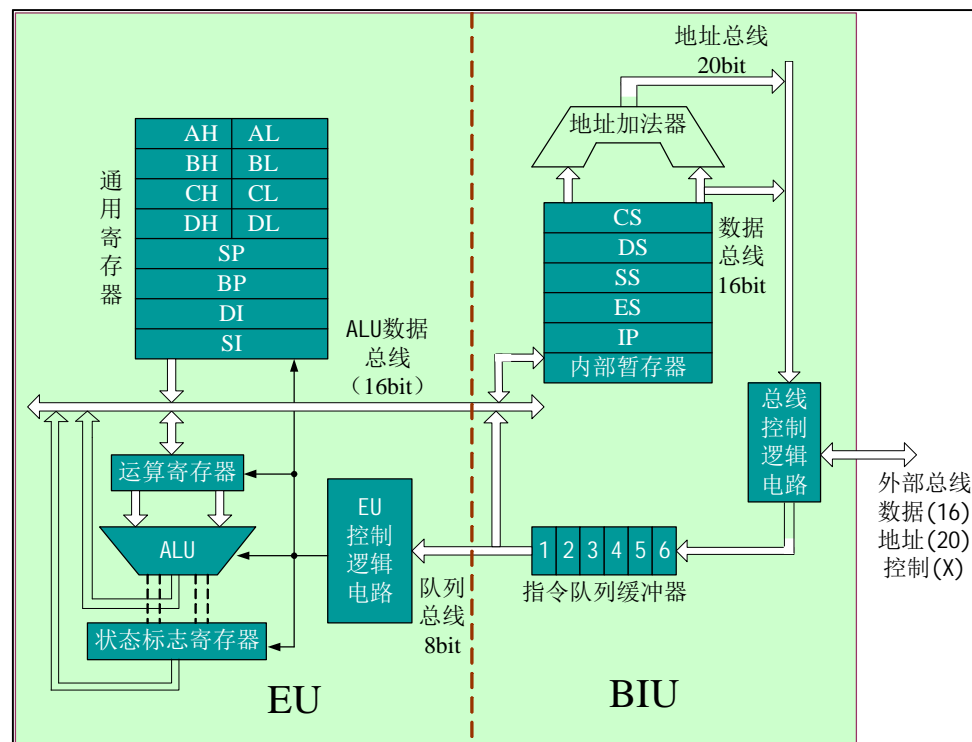 通用寄存器
AH AL
BH BL
CH CL
DH DL
SP
BP
DI
SI
ALU数据
总线
（16bit）
运算寄存器
ALU
状态标志寄存器
EU
控制
逻辑
电路
队列
总线
8bit
EU
地址总线
20bit
地址加法器
CS
DS
SS
ES
IP
内部暂存器
数据
总线
16bit
总线
控制
逻辑
电路
外部总线
数据(16)
地址(20)
控制(X)
1 2 3 4 5 6
指令队列缓冲器
BIU